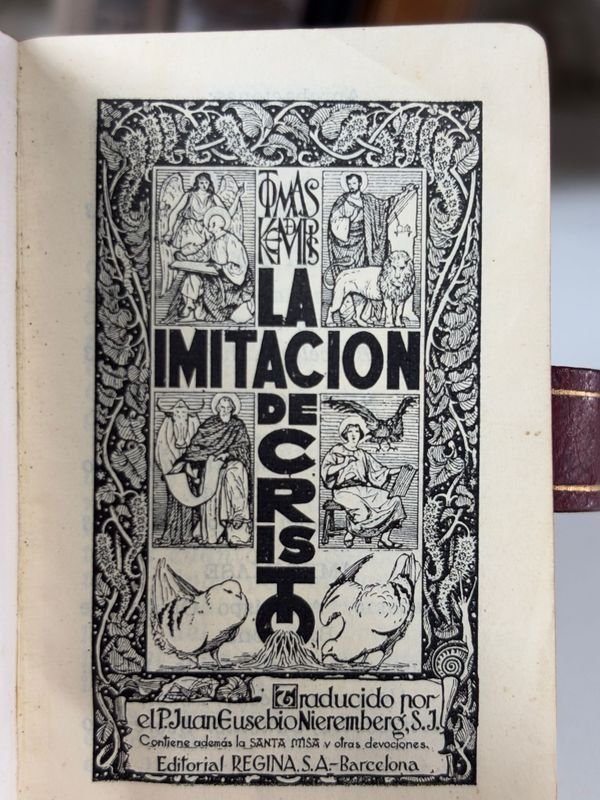 TOMAS
DE KEMPIS
LA
IMITACION
DE
CRISTO
Traducido por
el P. Juan Eusebio Nieremberg, S. J.
Contiene además la SANTA MISA y otras devociones.
Editorial REGINA, S.A.-Barcelona